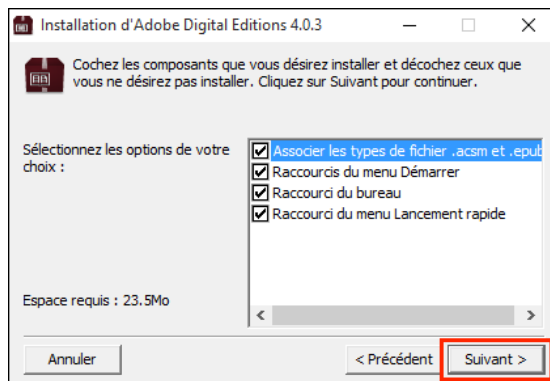 Installation d'Adobe Digital Editions 4.0.3
Cochez les composants que vous désirez installer et décochez ceux que
vous ne désirez pas installer. Cliquez sur Suivant pour continuer.
Sélectionnez les options de votre
choix :
Associer les types de fichier .acsm et .epub
Raccourcis du menu Démarrer
Raccourci du bureau
Raccourci du menu Lancement rapide
Espace requis : 23.5Mo
Annuler
< Précédent
Suivant >